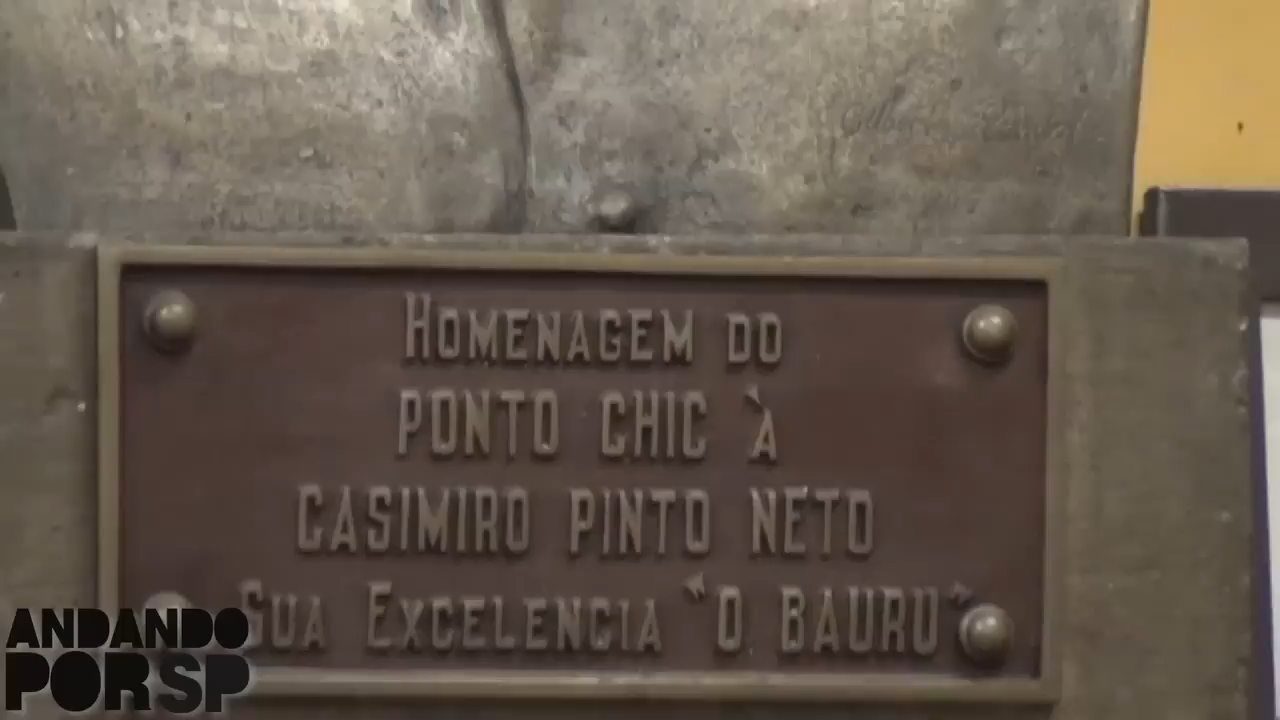 HOMENAGEM DO
PONTO CHIC À
CASIMIRO PINTO NETO
SUA EXCELENCIA "O BAURU"
ANDANDO
POR SP